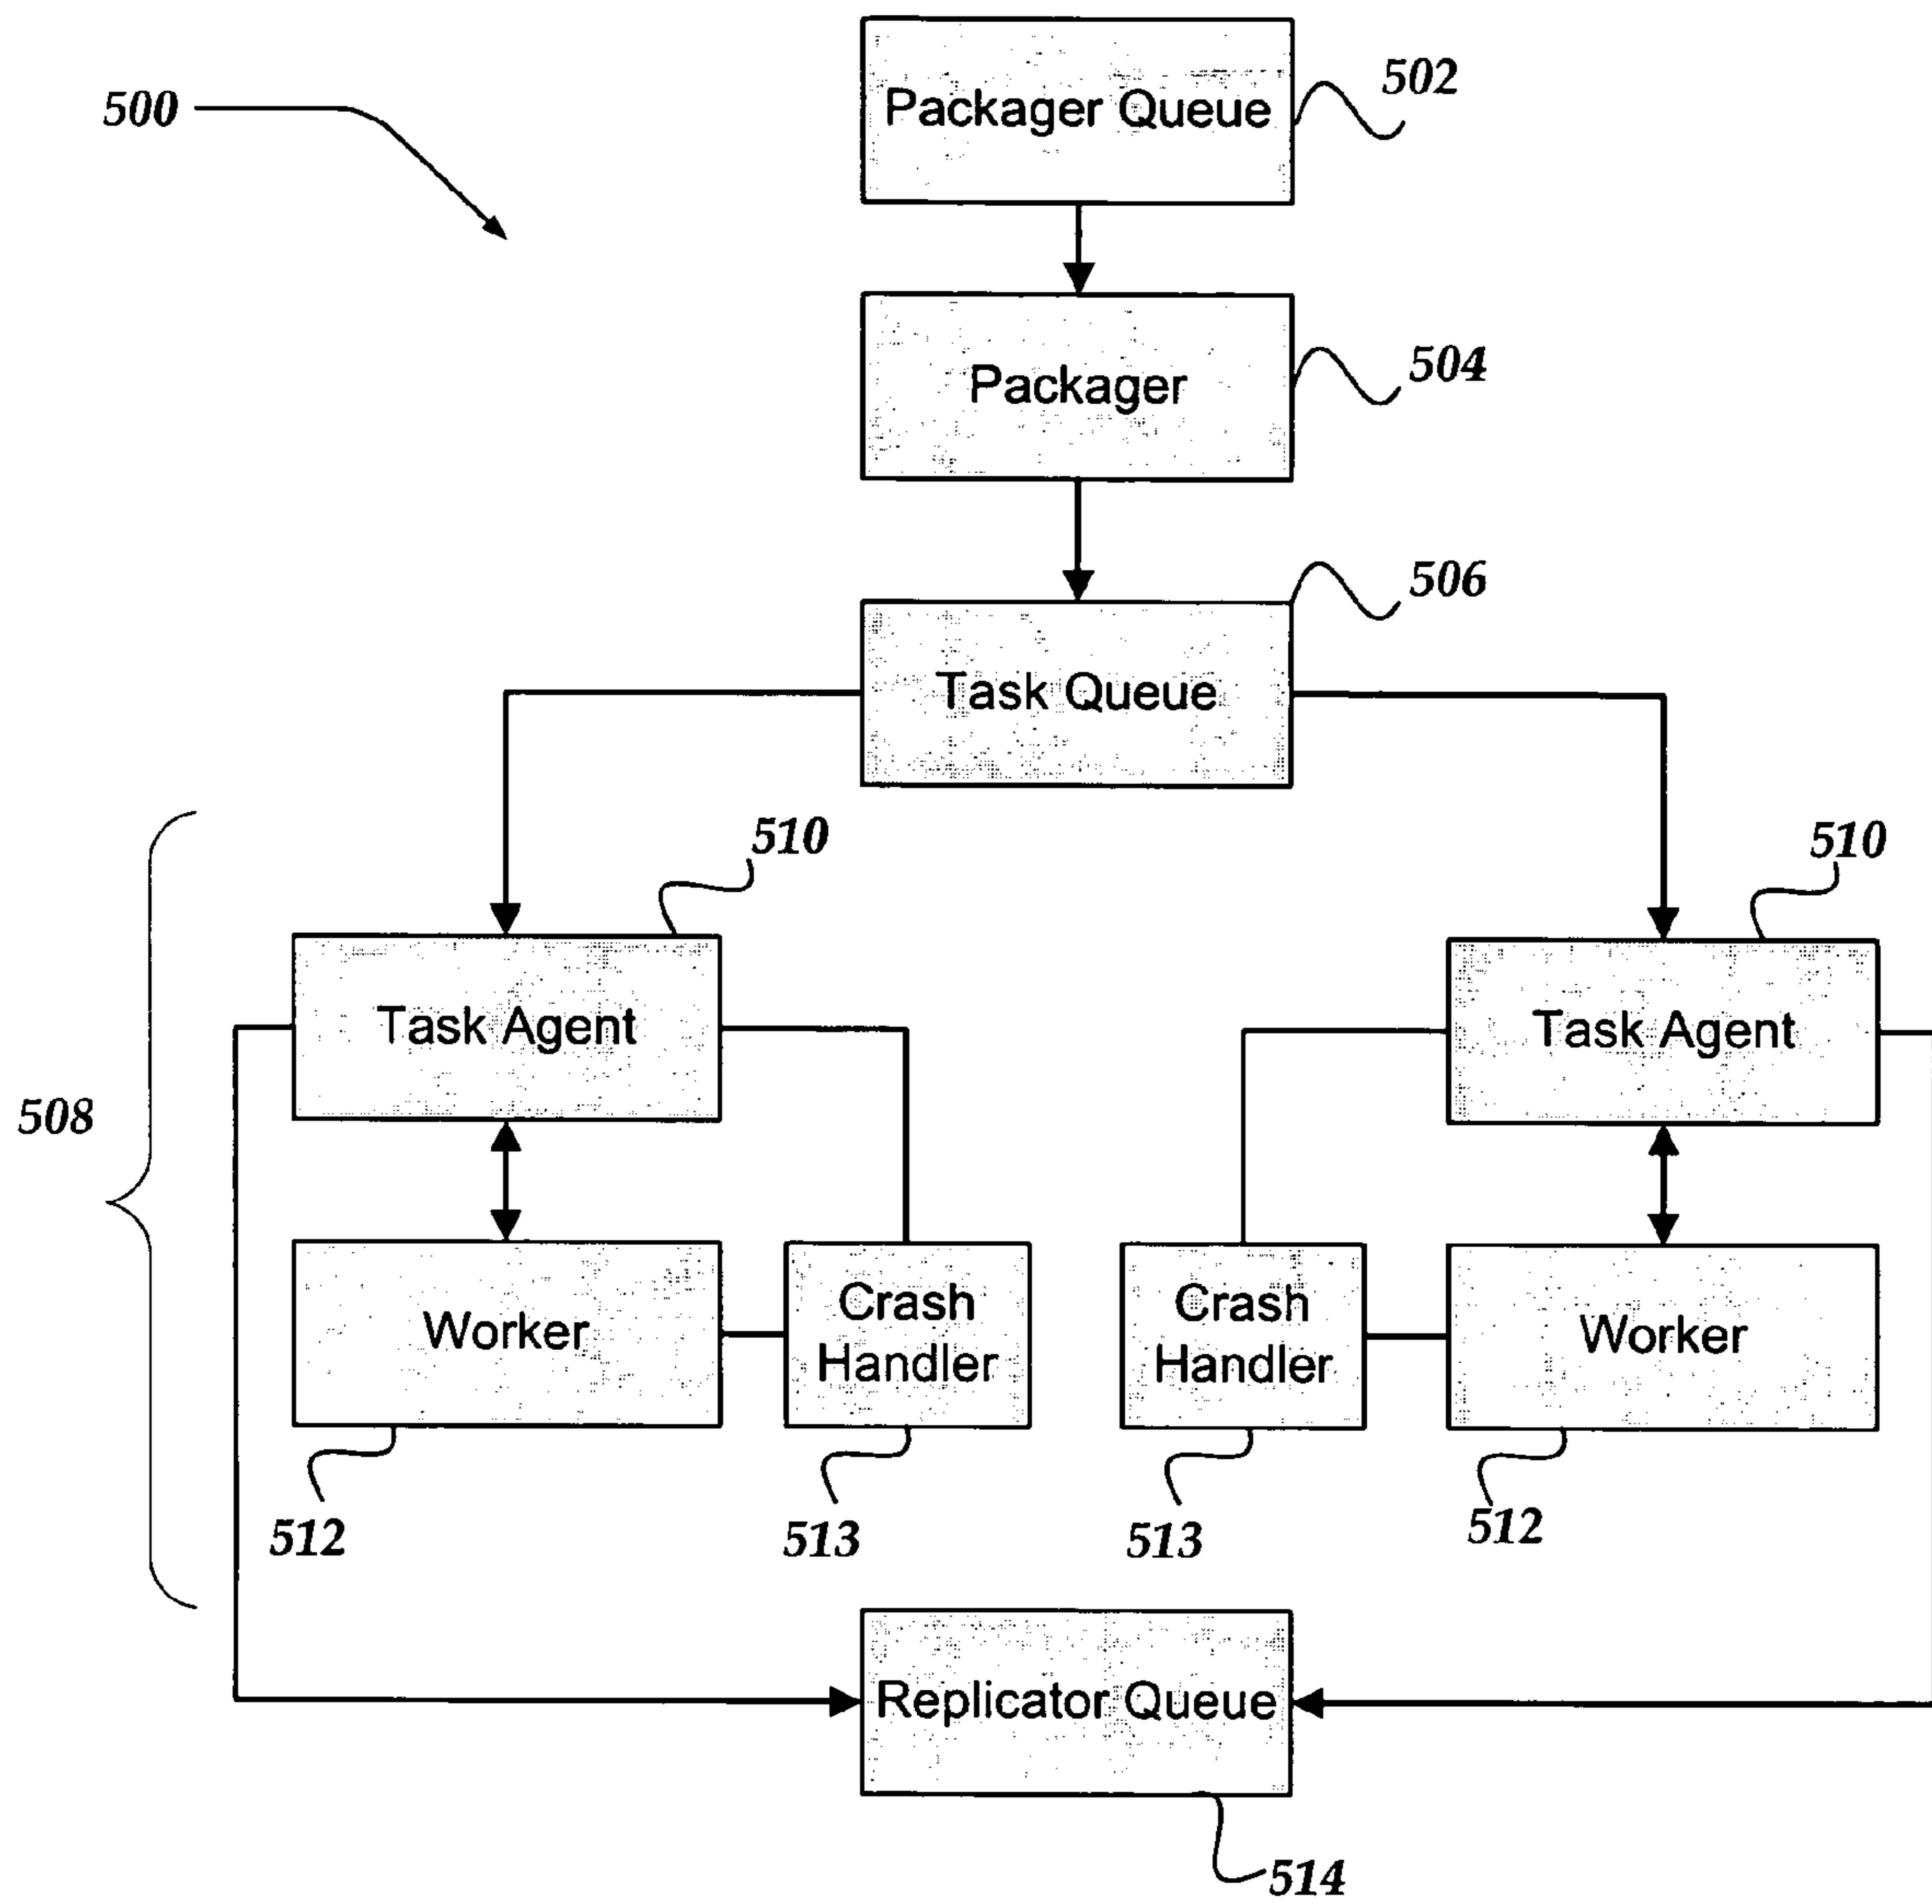 500
Packager Queue
502
Packager
504
Task Queue
506
508
510
Task Agent
510
Task Agent
Worker
512
Crash
Handler
513
Crash
Handler
513
Worker
512
Replicator Queue
514